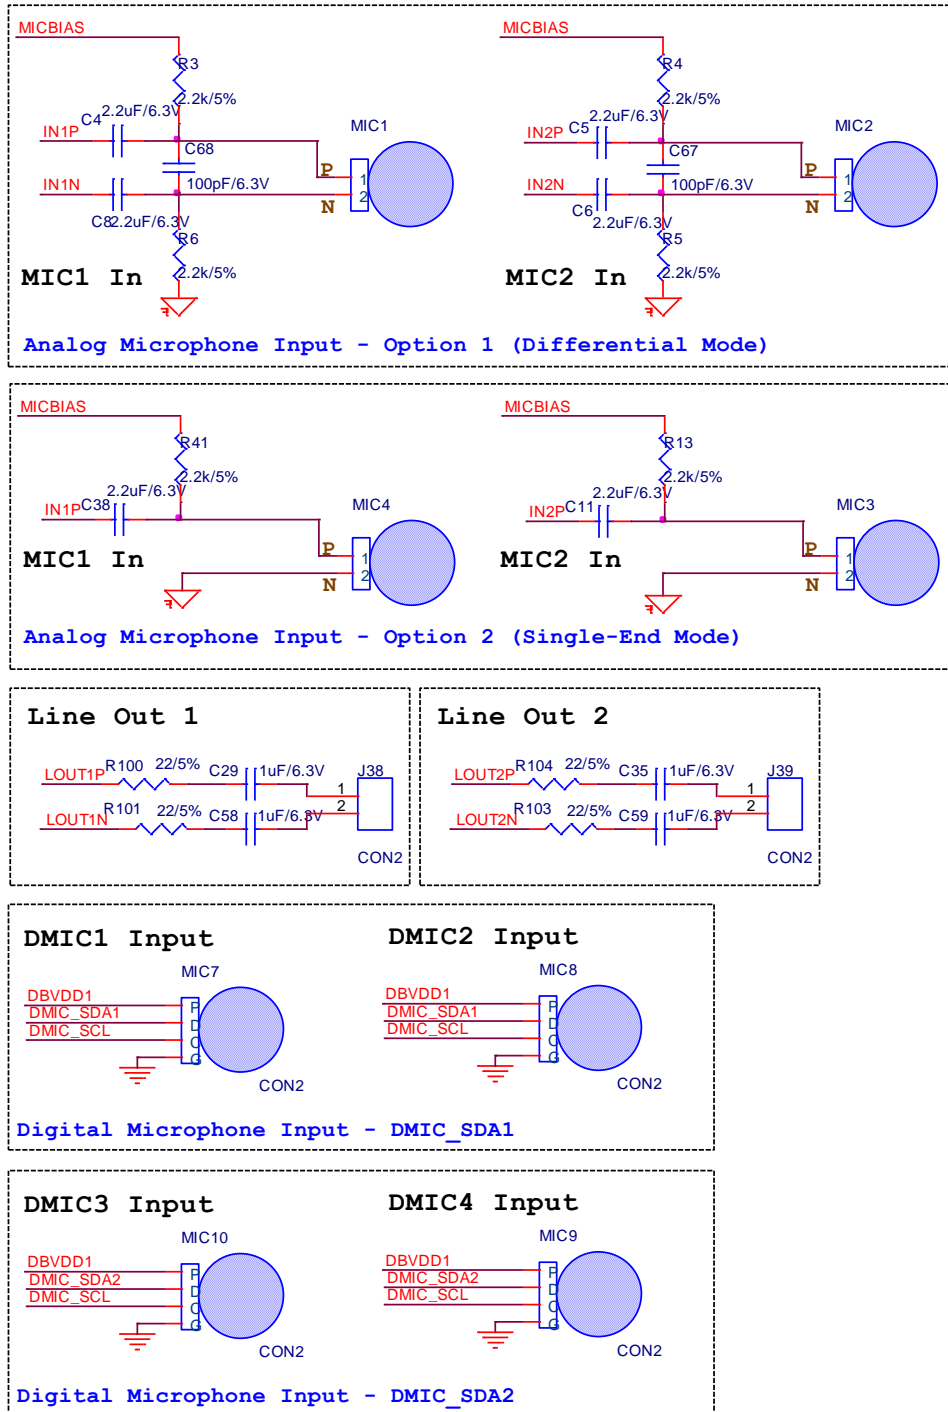 MICBIAS
R3
2.2k/5%
2.2uF/6.3V
C4
IN1P
C68
100pF/6.3V
IN1N
C8
2.2uF/6.3V
R6
2.2k/5%
MIC1
P
1
2
N
MIC1 In
MICBIAS
R4
2.2k/5%
2.2uF/6.3V
C5
IN2P
C67
100pF/6.3V
IN2N
C6
2.2uF/6.3V
R5
2.2k/5%
MIC2
P
1
2
N
MIC2 In
Analog Microphone Input - Option 1 (Differential Mode)
MICBIAS
R41
2.2k/5%
2.2uF/6.3V
IN1P
C38
MIC4
P
1
2
N
MIC1 In
MICBIAS
R13
2.2k/5%
2.2uF/6.3V
IN2P
C11
MIC3
P
1
2
N
MIC2 In
Analog Microphone Input - Option 2 (Single-End Mode)
Line Out 1
LOUT1P
R100
22/5%
C29
1uF/6.3V
J38
1
2
LOUT1N
R101
22/5%
C58
1uF/6.3V
CON2
Line Out 2
LOUT2P
R104
22/5%
C35
1uF/6.3V
J39
1
2
LOUT2N
R103
22/5%
C59
1uF/6.3V
CON2
DMIC1 Input
MIC7
DBVDD1
DMIC_SDA1
DMIC_SCL
P
D
C
G
CON2
DMIC2 Input
MIC8
DBVDD1
DMIC_SDA1
DMIC_SCL
P
D
C
G
CON2
Digital Microphone Input - DMIC_SDA1
DMIC3 Input
MIC10
DBVDD1
DMIC_SDA2
DMIC_SCL
P
D
C
G
CON2
DMIC4 Input
MIC9
DBVDD1
DMIC_SDA2
DMIC_SCL
P
D
C
G
CON2
Digital Microphone Input - DMIC_SDA2